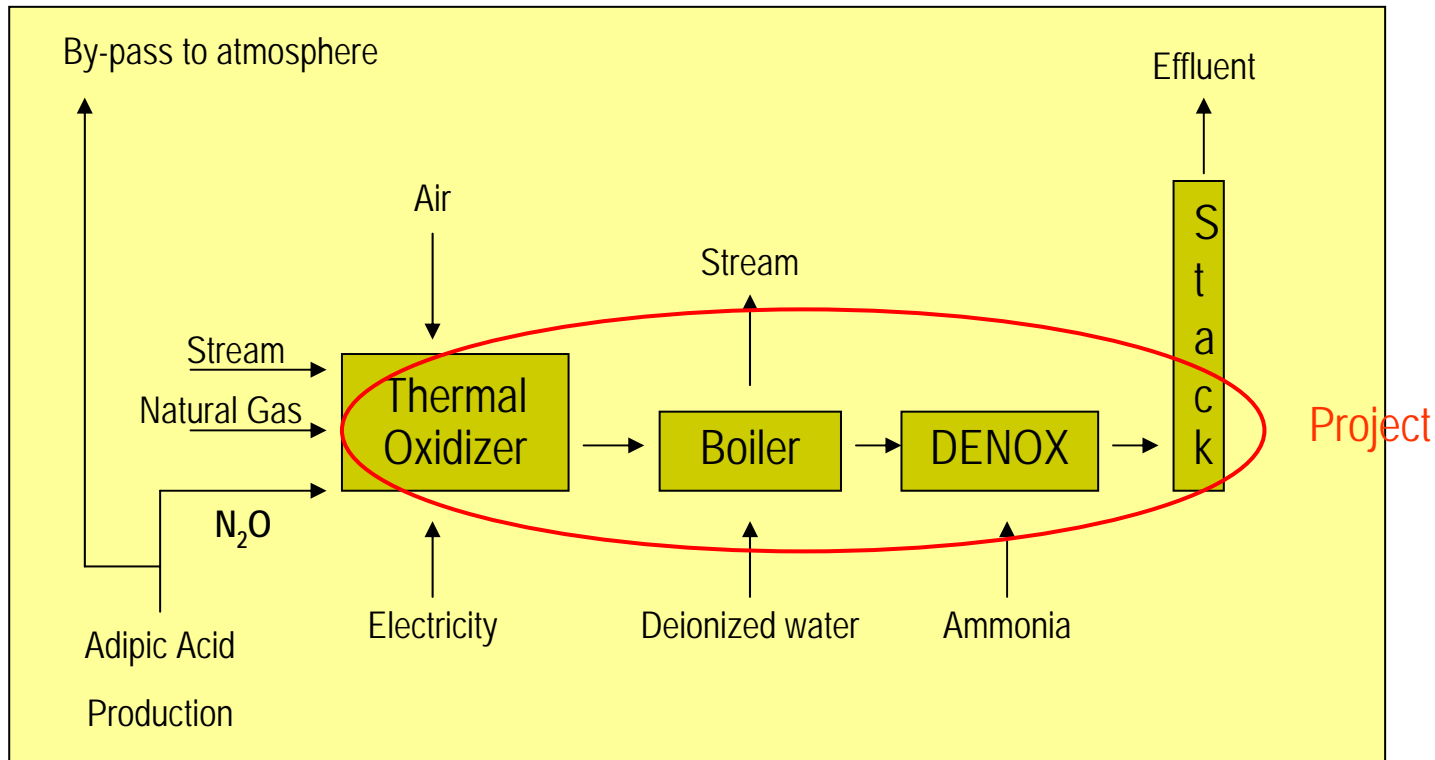 By-pass to atmosphere
Effluent
Air
Stream
Stream
Natural Gas
N₂O
Thermal
Oxidizer
Boiler
DENOX
S
t
a
c
k
Project
Electricity
Deionized water
Ammonia
Adipic Acid
Production